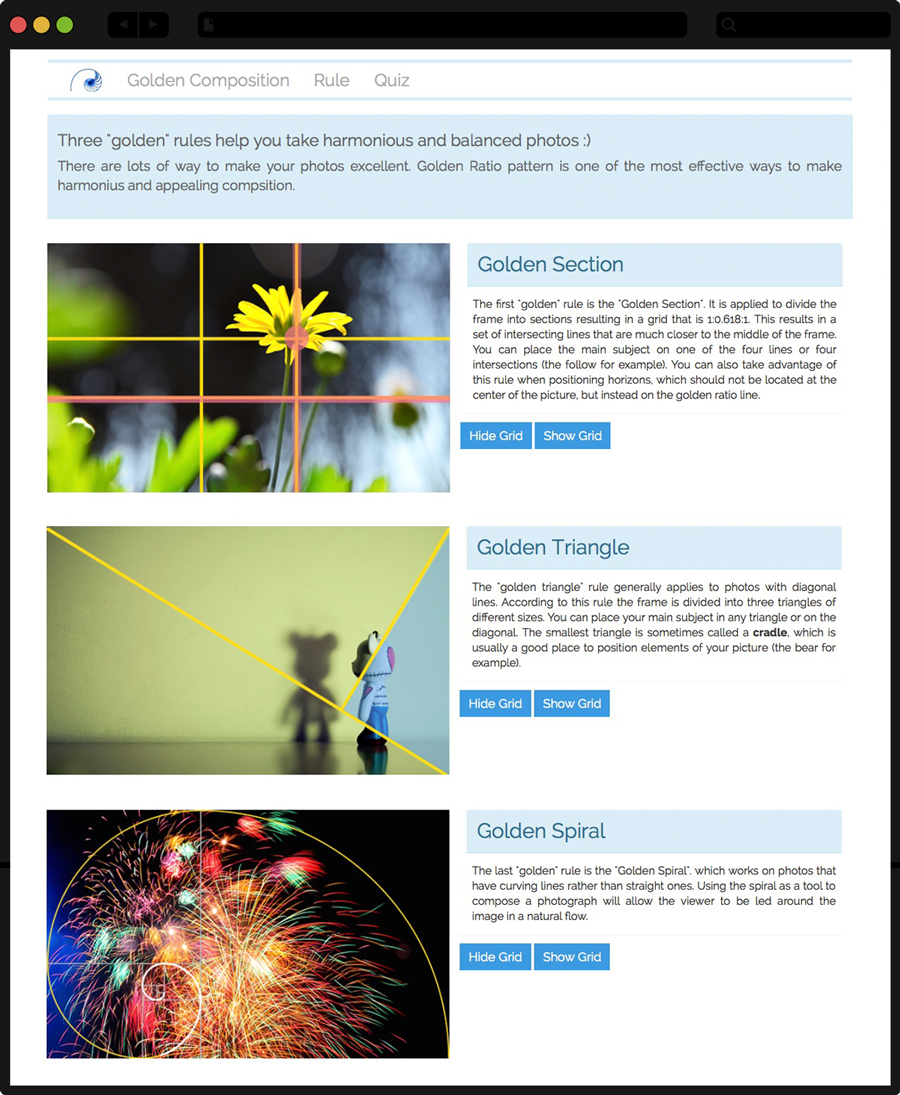 Golden Composition Rule Quiz
Three "golden" rules help you take harmonious and balanced photos :)
There are lots of way to make your photos excellent. Golden Ratio pattern is one of the most effective ways to make
harmonius and appealing compsition.
Golden Section
The first "golden" rule is the "Golden Section". It is applied to divide the
frame into sections resulting in a grid that is 1:0.618:1. This results in a
set of intersecting lines that are much closer to the middle of the frame.
You can place the main subject on one of the four lines or four
intersections (the follow for example). You can also take advantage of
this rule when positioning horizons, which should not be located at the
center of the picture, but instead on the golden ratio line.
Hide Grid Show Grid
Golden Triangle
The "golden triangle" rule generally applies to photos with diagonal
lines. According to this rule the frame is divided into three triangles of
different sizes. You can place your main subject in any triangle or on the
diagonal. The smallest triangle is sometimes called a cradle, which is
usually a good place to position elements of your picture (the bear for
example).
Hide Grid Show Grid
Golden Spiral
The last "golden" rule is the "Golden Spiral". which works on photos that
have curving lines rather than straight ones. Using the spiral as a tool to
compose a photograph will allow the viewer to be led around the
image in a natural flow.
Hide Grid Show Grid